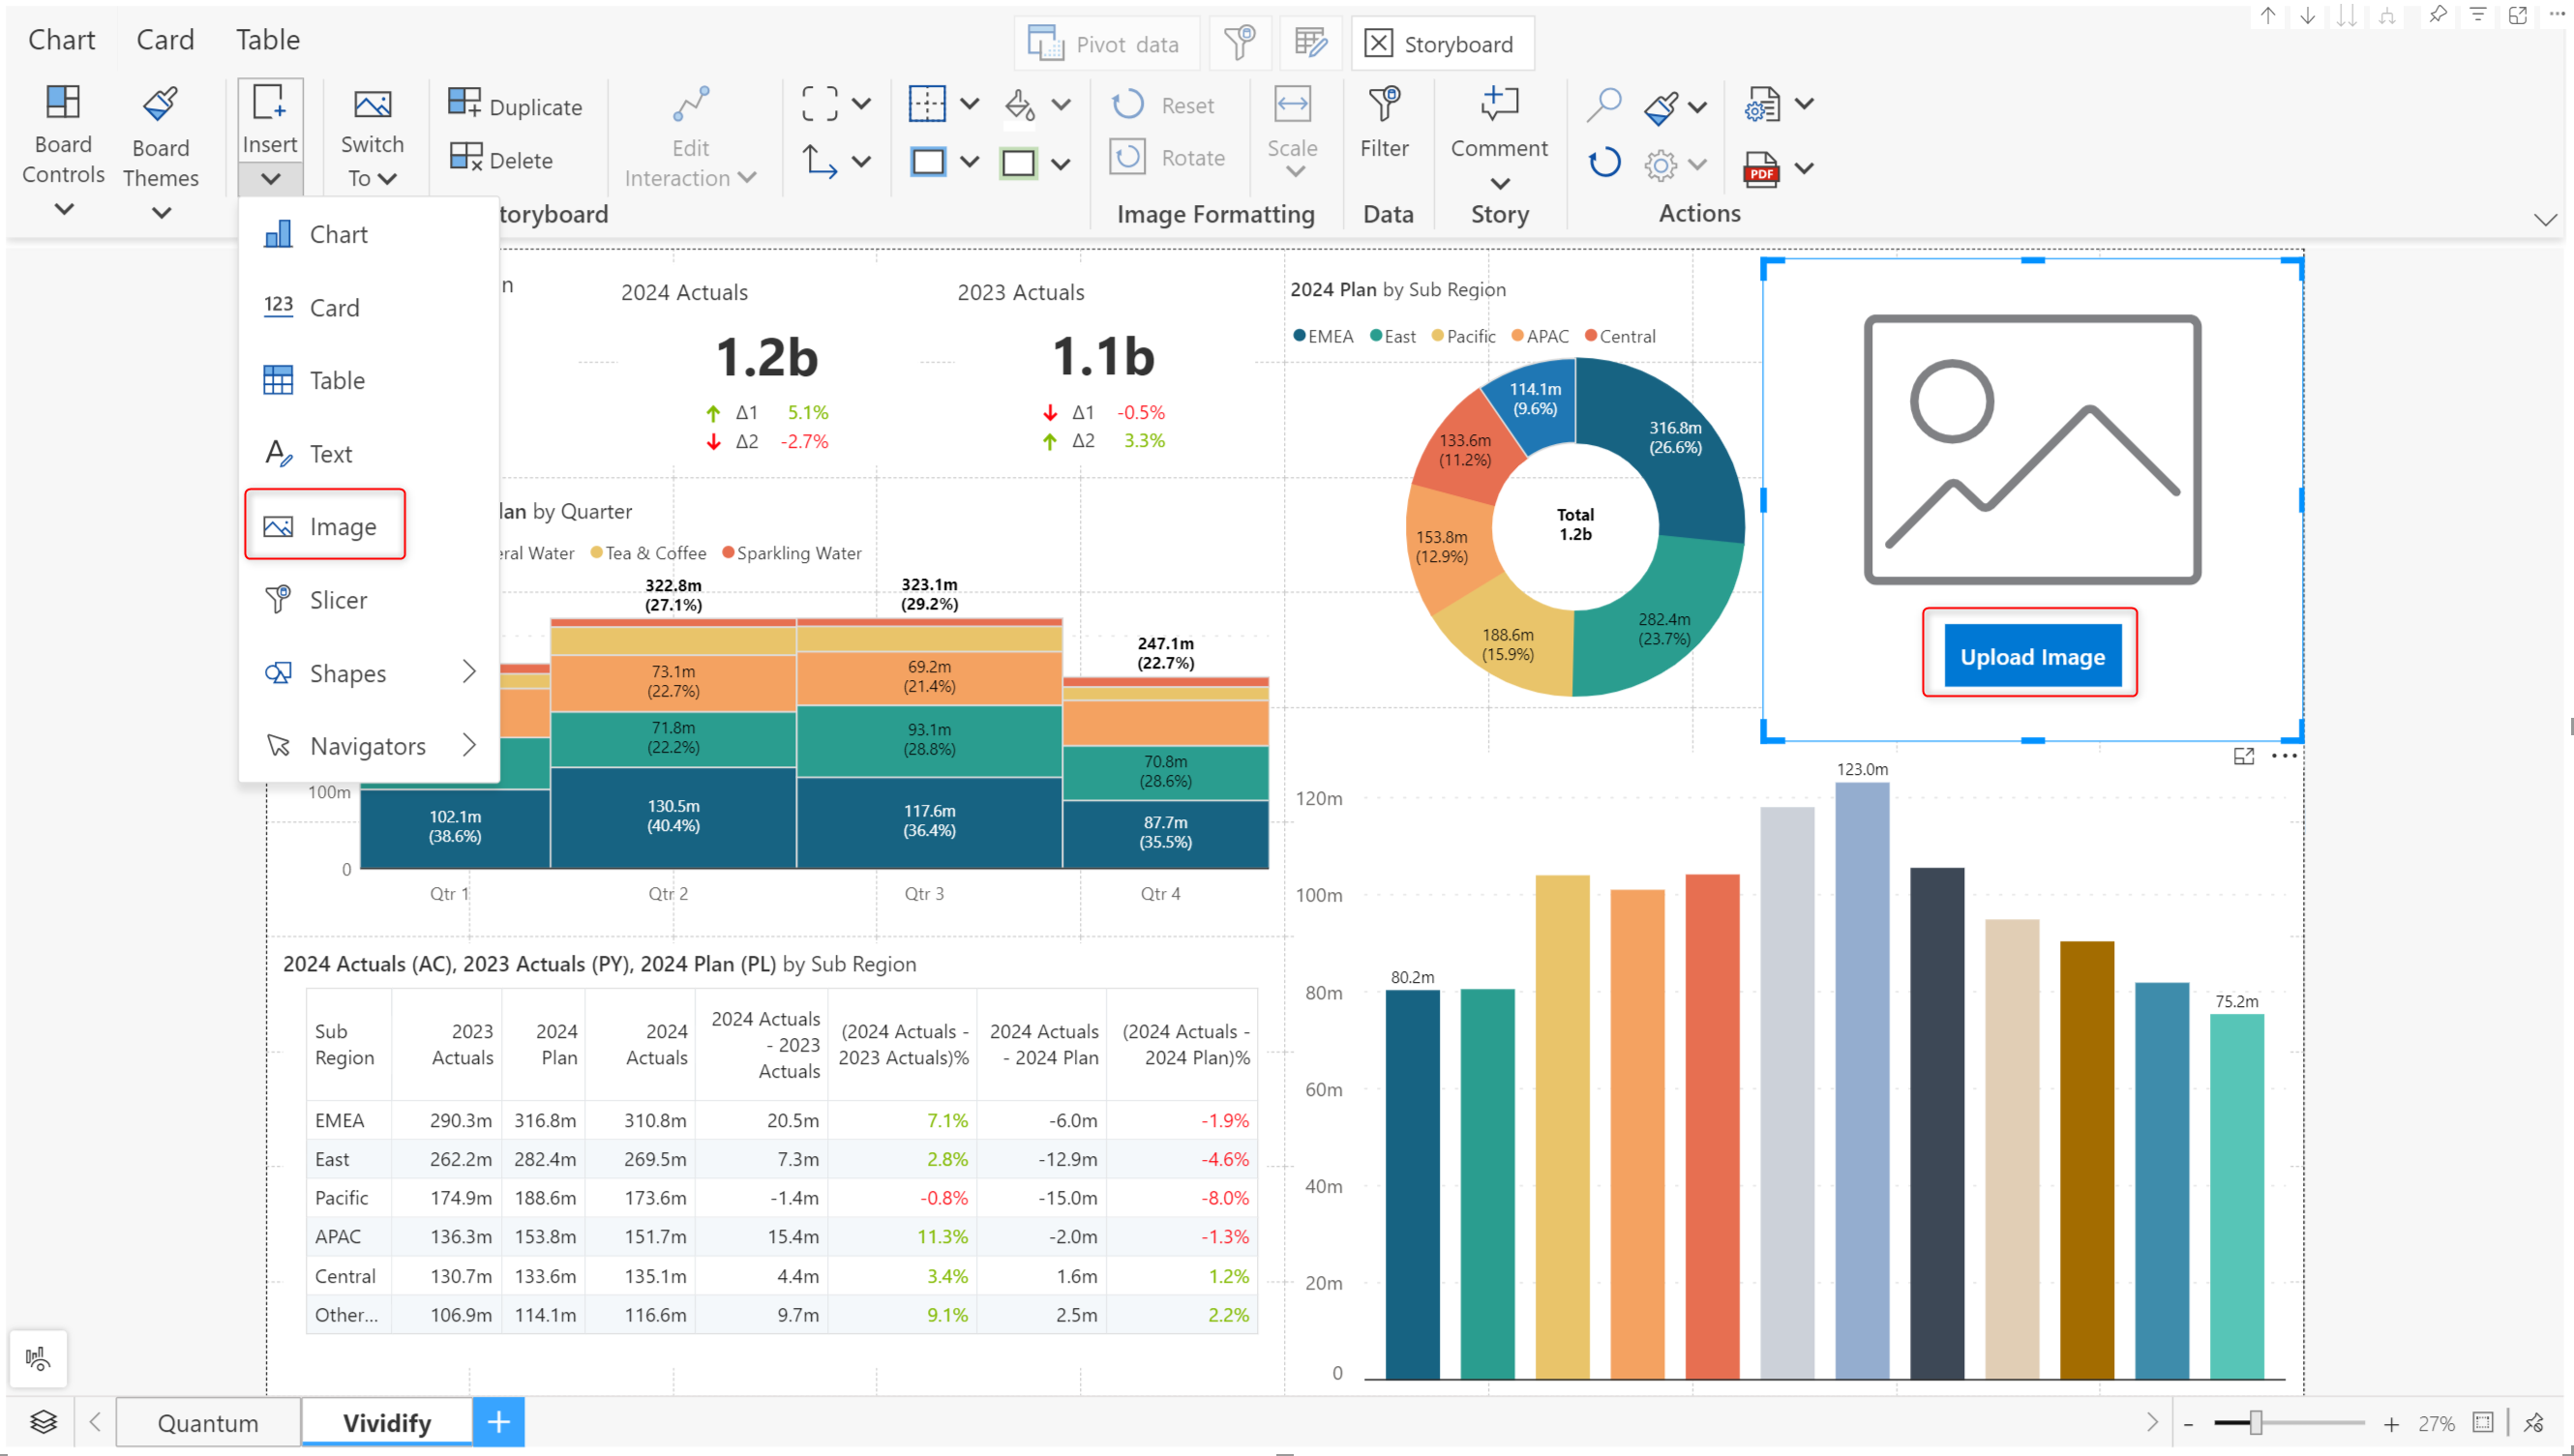 Chart Card Table
Pivot data
Storyboard
Board
Controls
Board
Themes
Insert
Switch
To
Duplicate
Delete
Edit
Interaction
Reset
Rotate
Scale
Filter
Comment
PDF
toryboard
Image Formatting
Data
Story
Actions
Chart
123 Card
Table
Text
Image
Slicer
Shapes
Navigators
n
2024 Actuals
1.2b
Δ1 5.1%
Δ2 -2.7%
2023 Actuals
1.1b
Δ1 -0.5%
Δ2 3.3%
2024 Plan by Sub Region
EMEA East Pacific APAC Central
114.1m
(9.6%)
316.8m
(26.6%)
133.6m
(11.2%)
153.8m
(12.9%)
188.6m
(15.9%)
282.4m
(23.7%)
Total
1.2b
Upload Image
lan by Quarter
eral Water Tea & Coffee Sparkling Water
322.8m
(27.1%)
323.1m
(29.2%)
247.1m
(22.7%)
73.1m
(22.7%)
69.2m
(21.4%)
71.8m
(22.2%)
93.1m
(28.8%)
70.8m
(28.6%)
100m
102.1m
(38.6%)
130.5m
(40.4%)
117.6m
(36.4%)
87.7m
(35.5%)
0
Qtr 1 Qtr 2 Qtr 3 Qtr 4
123.0m
120m
100m
80.2m
80m
75.2m
60m
40m
20m
0
2024 Actuals (AC), 2023 Actuals (PY), 2024 Plan (PL) by Sub Region
Sub
Region
2023
Actuals
2024
Plan
2024
Actuals
2024 Actuals
- 2023
Actuals
(2024 Actuals -
2023 Actuals)%
2024 Actuals
- 2024 Plan
(2024 Actuals -
2024 Plan)%
EMEA 290.3m 316.8m 310.8m 20.5m 7.1% -6.0m -1.9%
East 262.2m 282.4m 269.5m 7.3m 2.8% -12.9m -4.6%
Pacific 174.9m 188.6m 173.6m -1.4m -0.8% -15.0m -8.0%
APAC 136.3m 153.8m 151.7m 15.4m 11.3% -2.0m -1.3%
Central 130.7m 133.6m 135.1m 4.4m 3.4% 1.6m 1.2%
Other... 106.9m 114.1m 116.6m 9.7m 9.1% 2.5m 2.2%
Quantum
Vividify
+
- + 27%